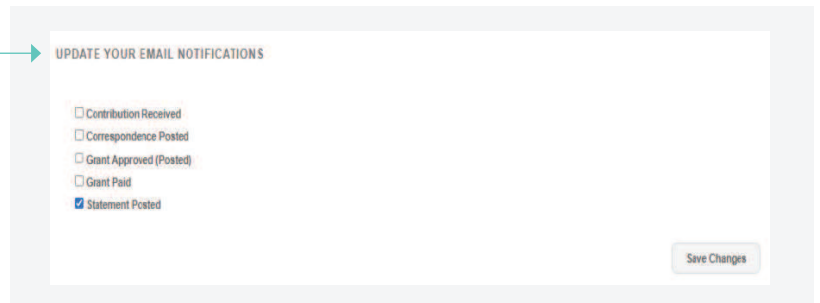 UPDATE YOUR EMAIL NOTIFICATIONS
Contribution Received
Correspondence Posted
Grant Approved (Posted)
Grant Paid
Statement Posted
Save Changes